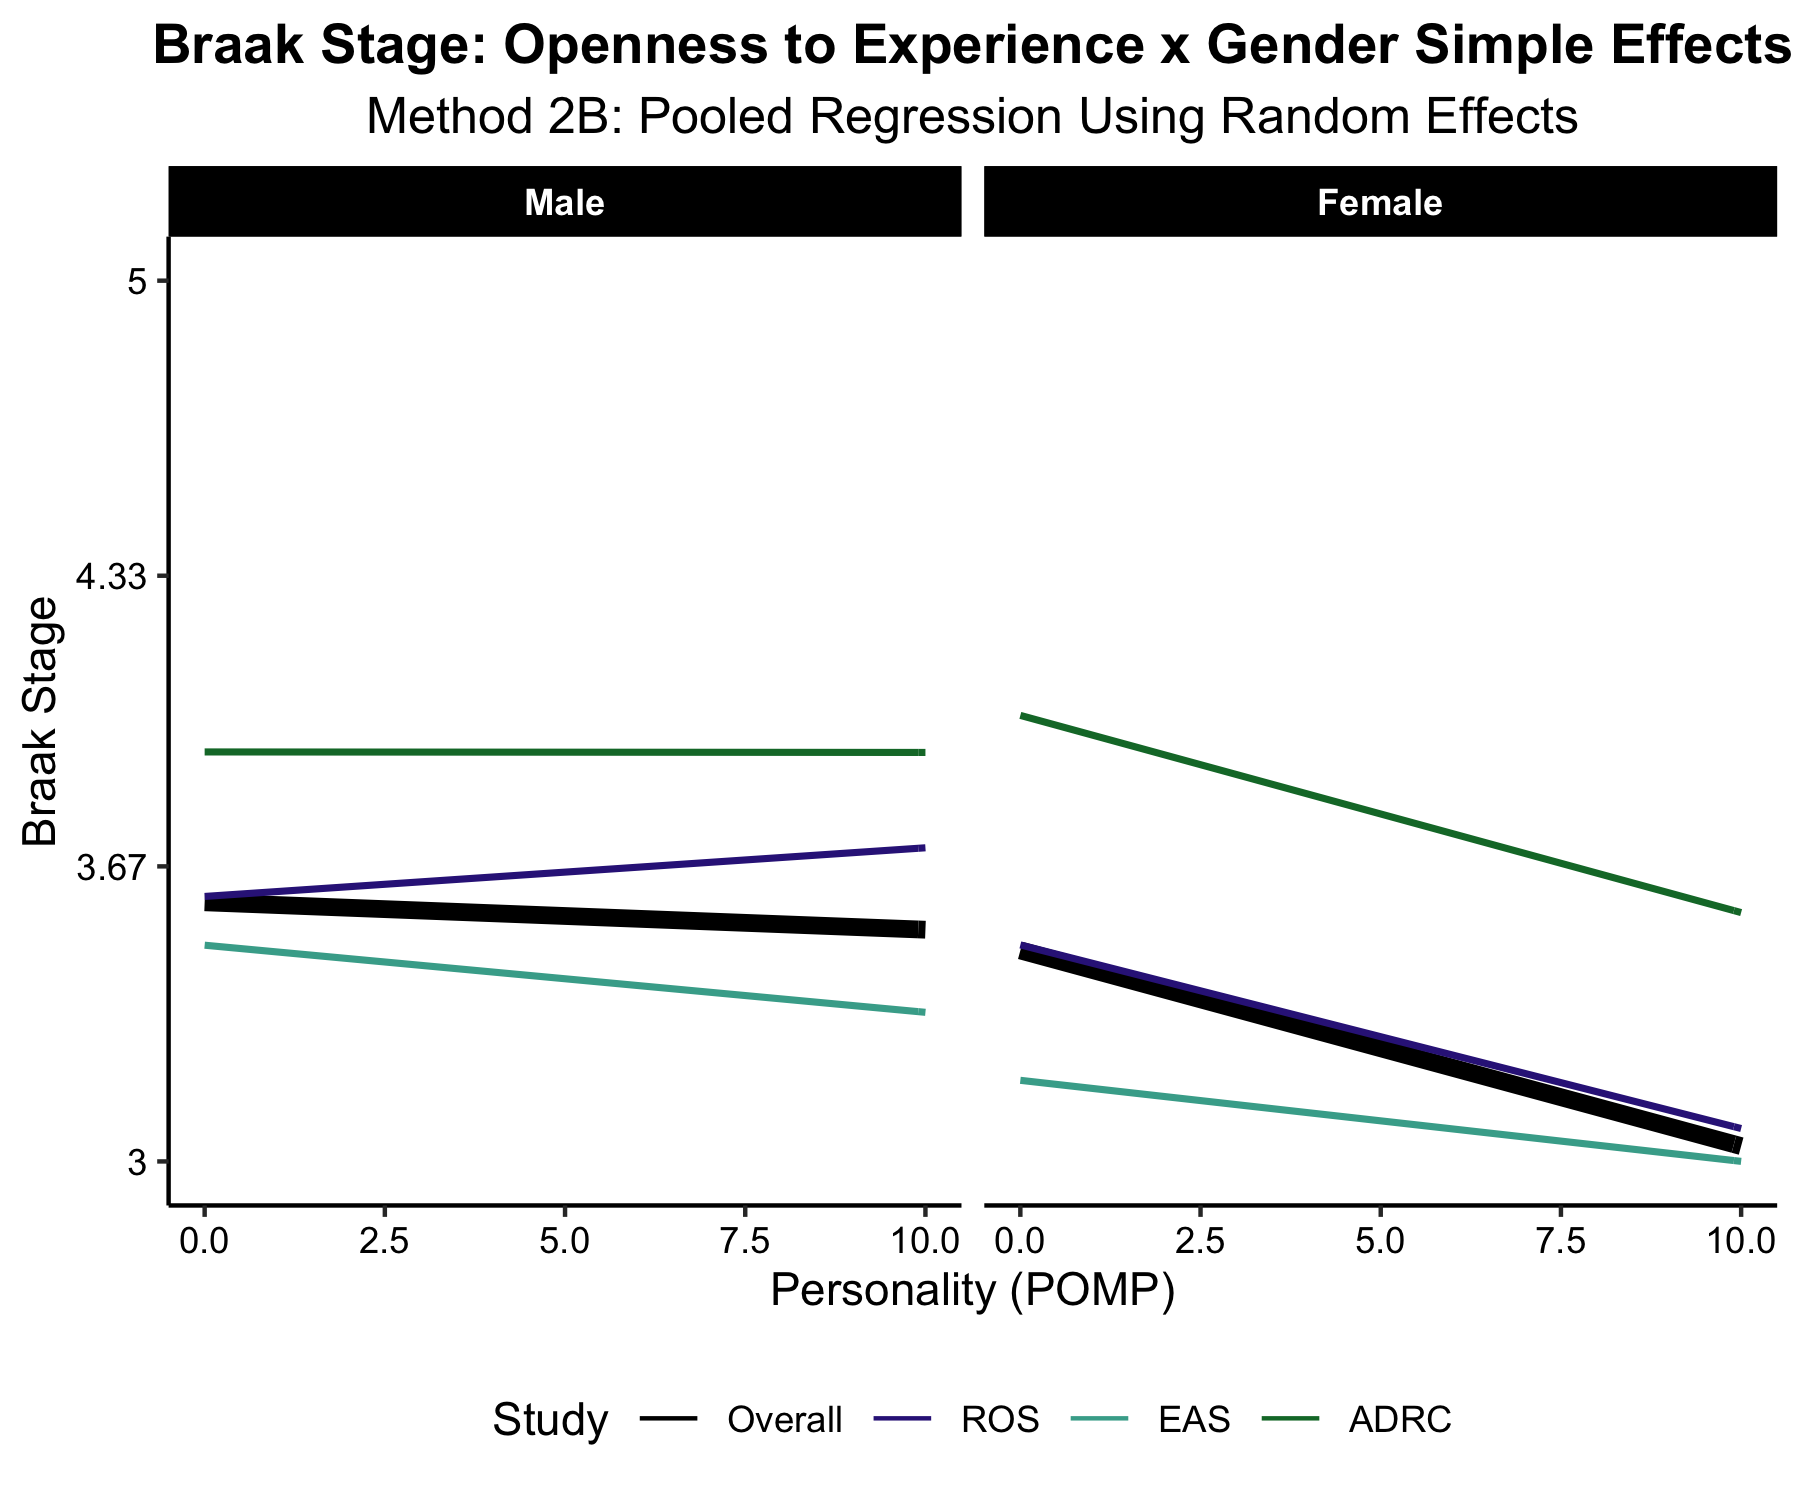 Braak Stage: Openness to Experience x Gender Simple Effects
Method 2B: Pooled Regression Using Random Effects
Male Female
5
4.33
3.67
3
Braak Stage
0.0 2.5 5.0 7.5 10.0 0.0 2.5 5.0 7.5 10.0
Personality (POMP)
Study Overall ROS EAS ADRC